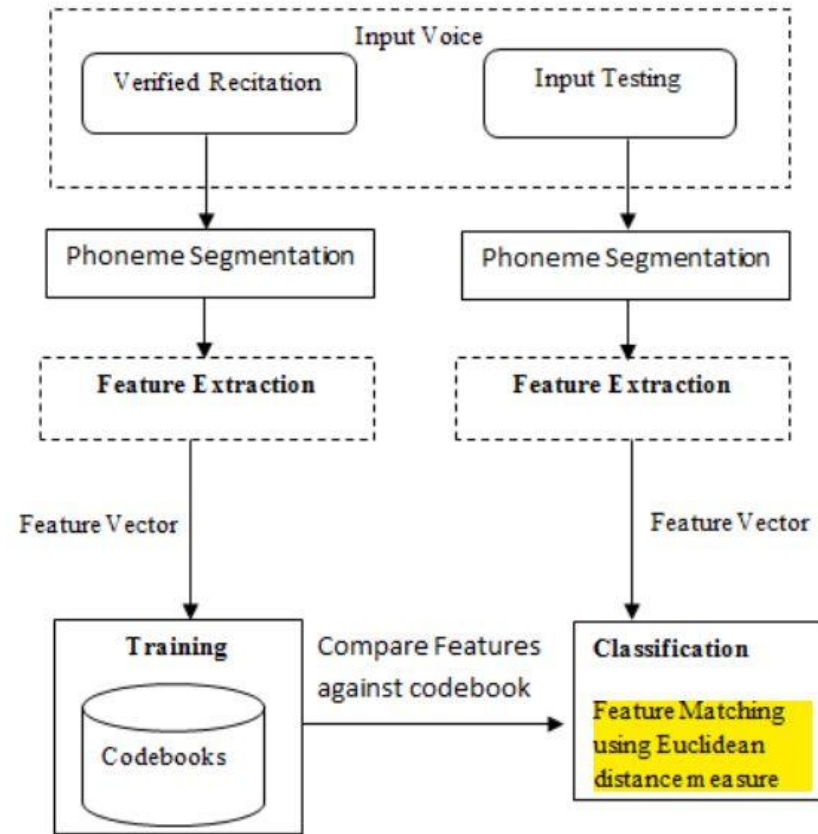 Input Voice
Verified Recitation
Input Testing
Phoneme Segmentation
Phoneme Segmentation
Feature Extraction
Feature Extraction
Feature Vector
Feature Vector
Training
Codebooks
Compare Features
against codebook
Classification
Feature Matching
using Euclidean
distance measure